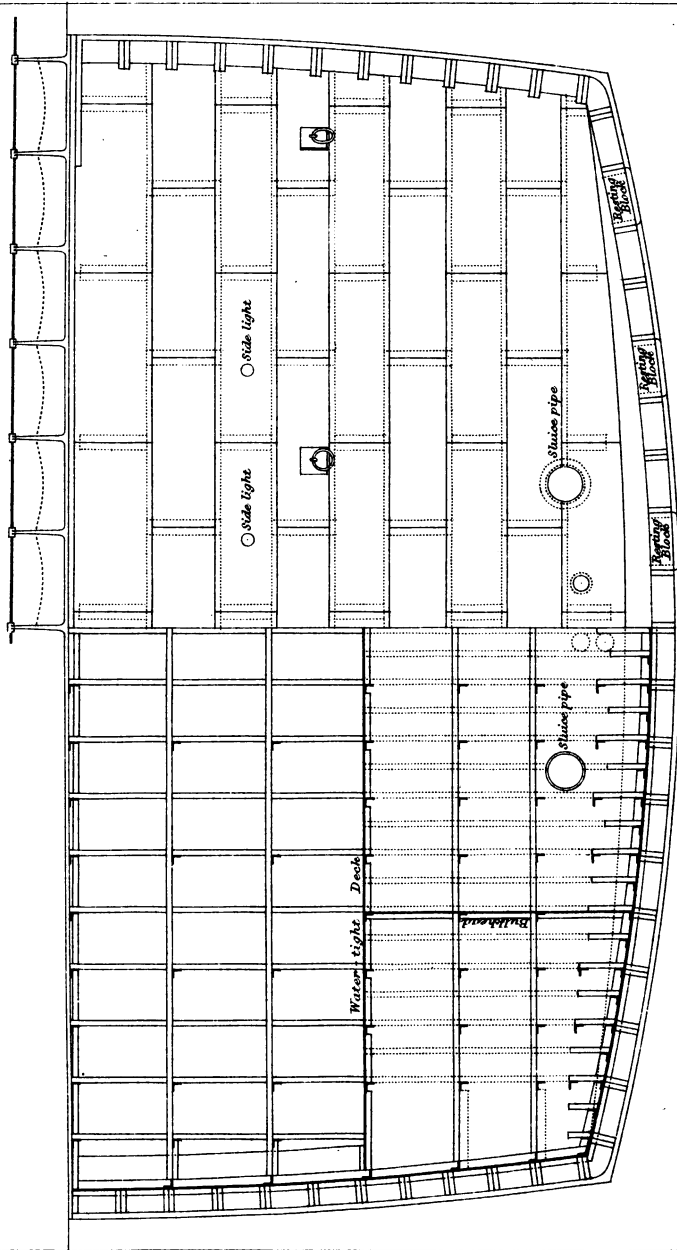 Side light
Side light
Sluice pipe
Resting
Block
Resting
Block
Resting
Block
Sluice pipe
Water-tight Deck
Bulkhead